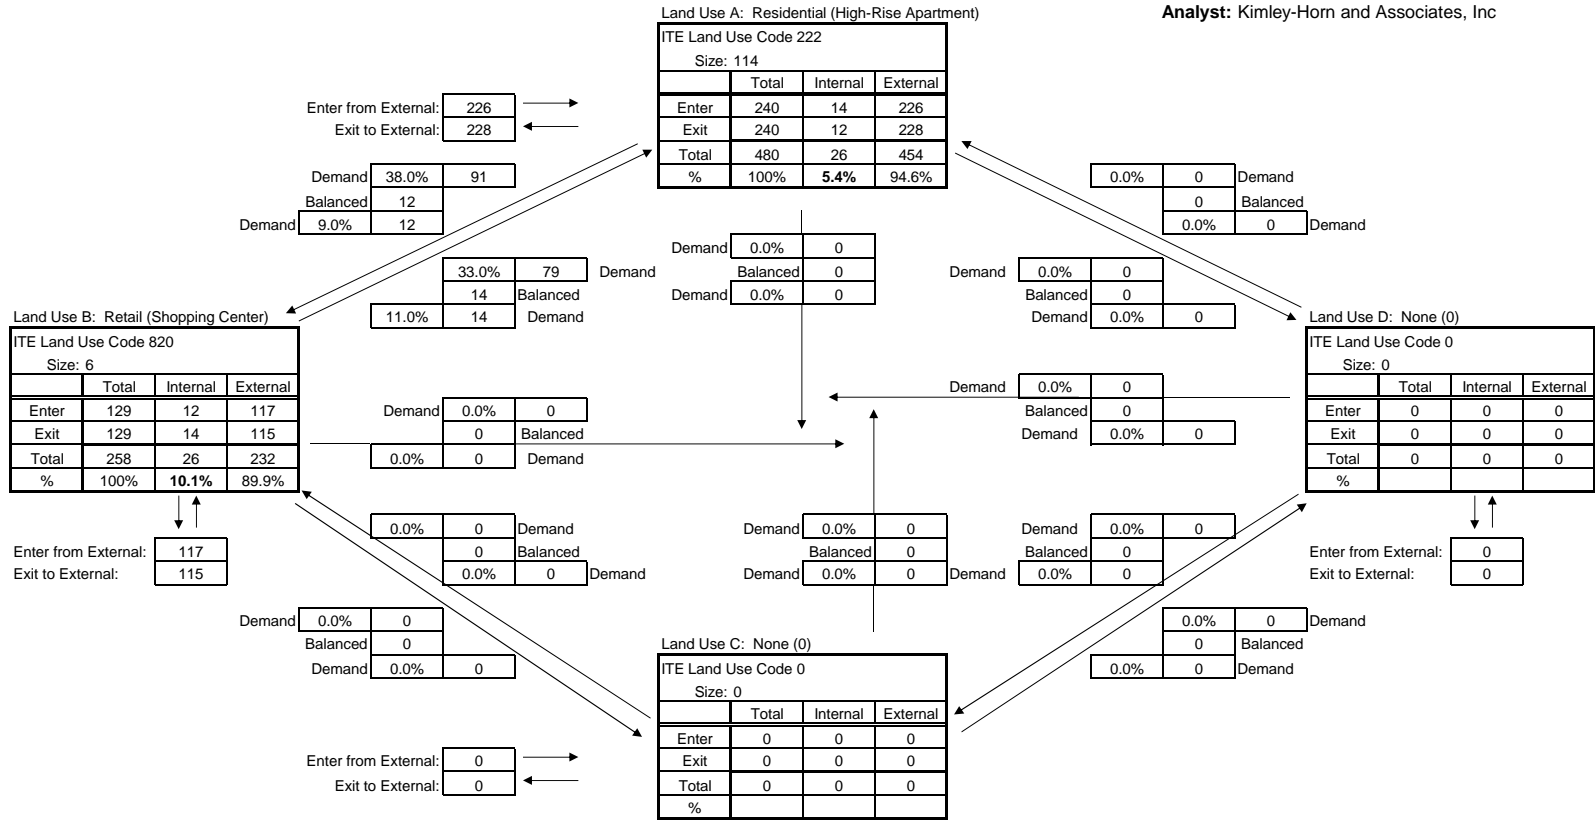 Land Use A: Residential (High-Rise Apartment)
Analyst: Kimley-Horn and Associates, Inc
ITE Land Use Code 222
Size: 114
Total Internal External
Enter 240 14 226
Exit 240 12 228
Total 480 26 454
% 100% 5.4% 94.6%
Enter from External: 226
Exit to External: 228
Demand 38.0% 91
Balanced 12
Demand 9.0% 12
0.0% 0 Demand
0 Balanced
0.0% 0 Demand
Demand 0.0% 0
Balanced 0
Demand 0.0% 0
33.0% 79 Demand
14 Balanced
11.0% 14 Demand
Demand 0.0% 0
Balanced 0
Demand 0.0% 0
Land Use B: Retail (Shopping Center)
ITE Land Use Code 820
Size: 6
Total Internal External
Enter 129 12 117
Exit 129 14 115
Total 258 26 232
% 100% 10.1% 89.9%
Land Use D: None (0)
ITE Land Use Code 0
Size: 0
Total Internal External
Enter 0 0 0
Exit 0 0 0
Total 0 0 0
%
Demand 0.0% 0
0 Balanced
0.0% 0 Demand
Demand 0.0% 0
Balanced 0
Demand 0.0% 0
Enter from External: 117
Exit to External: 115
0.0% 0 Demand
0 Balanced
0.0% 0 Demand
Demand 0.0% 0
Balanced 0
Demand 0.0% 0
Demand 0.0% 0
Balanced 0
Demand 0.0% 0
Enter from External: 0
Exit to External: 0
Demand 0.0% 0
Balanced 0
Demand 0.0% 0
0.0% 0 Demand
0 Balanced
0.0% 0 Demand
Land Use C: None (0)
ITE Land Use Code 0
Size: 0
Total Internal External
Enter 0 0 0
Exit 0 0 0
Total 0 0 0
%
Enter from External: 0
Exit to External: 0